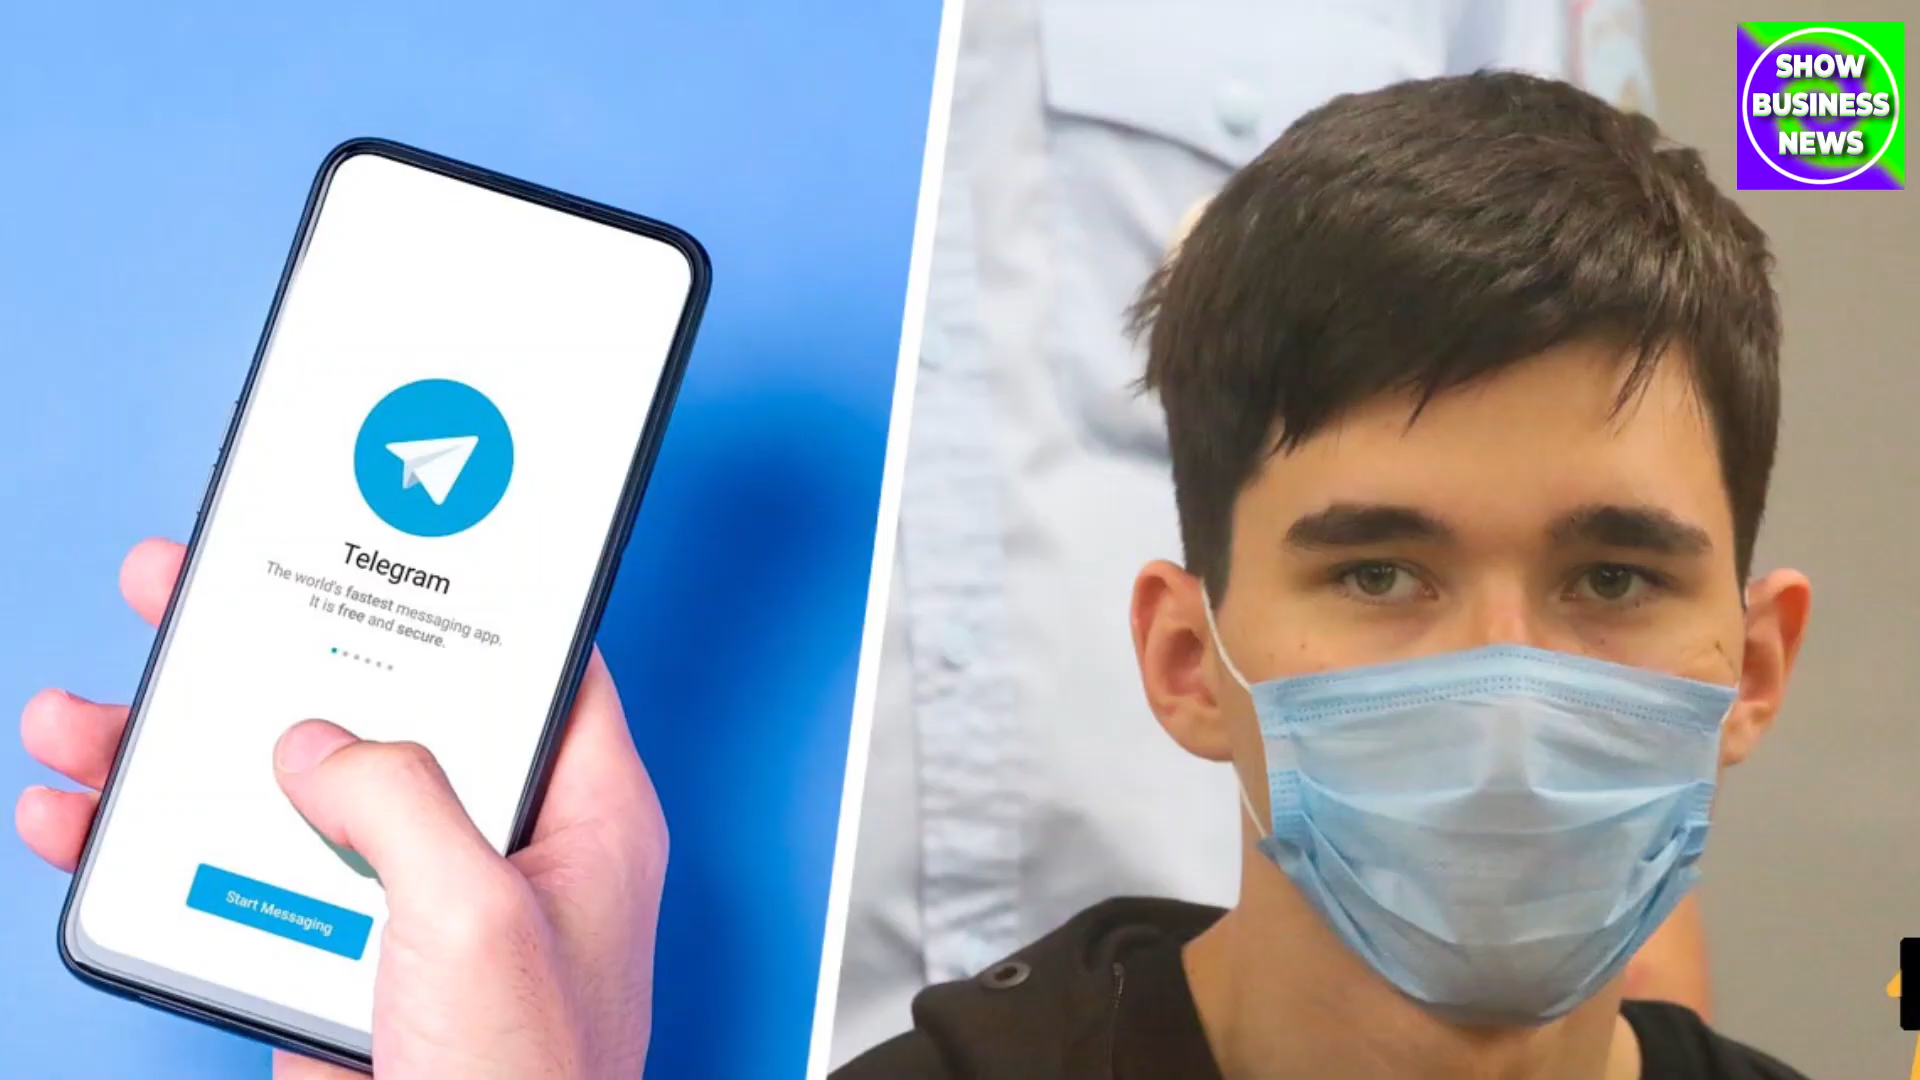 SHOW
BUSINESS
NEWS
Telegram
The world's fastest messaging app.
It is free and secure.
Start Messaging